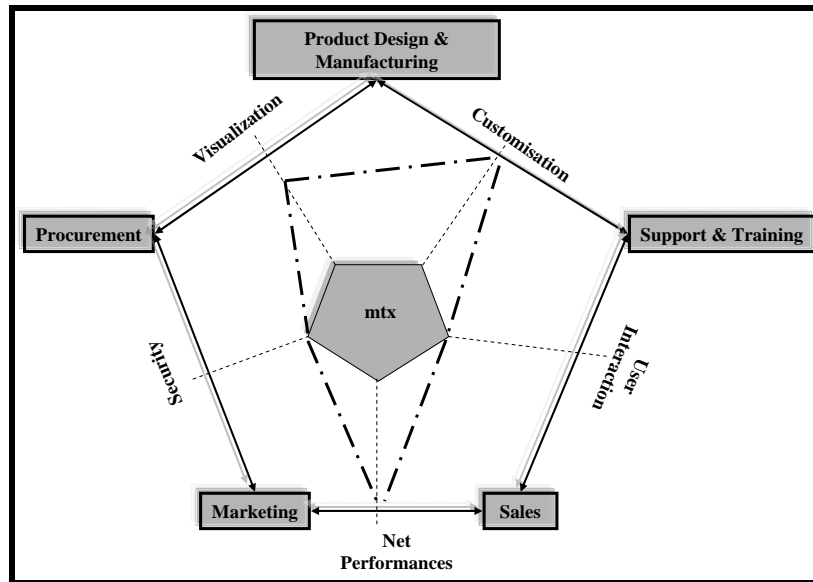 Product Design &
Manufacturing
Visualization
Customisation
Procurement
Support & Training
mtx
Security
User
Interaction
Marketing
Sales
Net
Performances